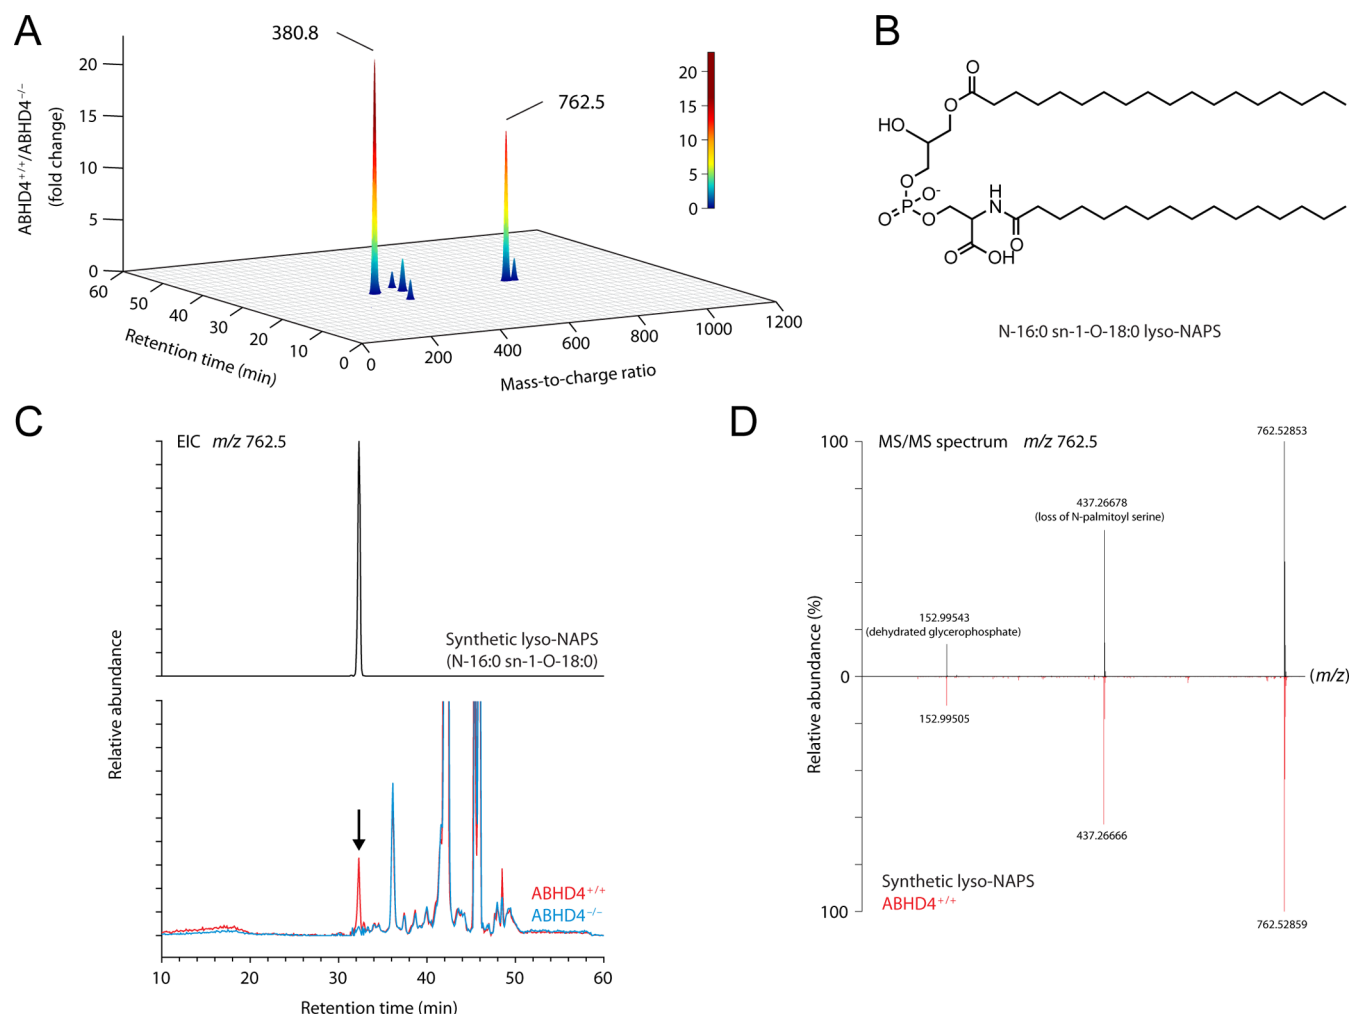 A
380.8
762.5
ABHD4+/+/ABHD4−/−
(fold change)
20
15
10
5
0
60
50
40
30
20
10
0
Retention time (min)
0
200
400
600
800
1000
1200
Mass-to-charge ratio
20
15
10
5
0
B
O
O
HO
O
O-
P
O
O
H
N
O
O
OH
N-16:0 sn-1-O-18:0 lyso-NAPS
C
EIC m/z 762.5
Synthetic lyso-NAPS
(N-16:0 sn-1-O-18:0)
Relative abundance
ABHD4+/+
ABHD4−/−
10
20
30
40
50
60
Retention time (min)
D
MS/MS spectrum m/z 762.5
100
0
100
Relative abundance (%)
762.52853
437.26678
(loss of N-palmitoyl serine)
152.99543
(dehydrated glycerophosphate)
(m/z)
152.99505
437.26666
762.52859
Synthetic lyso-NAPS
ABHD4+/+